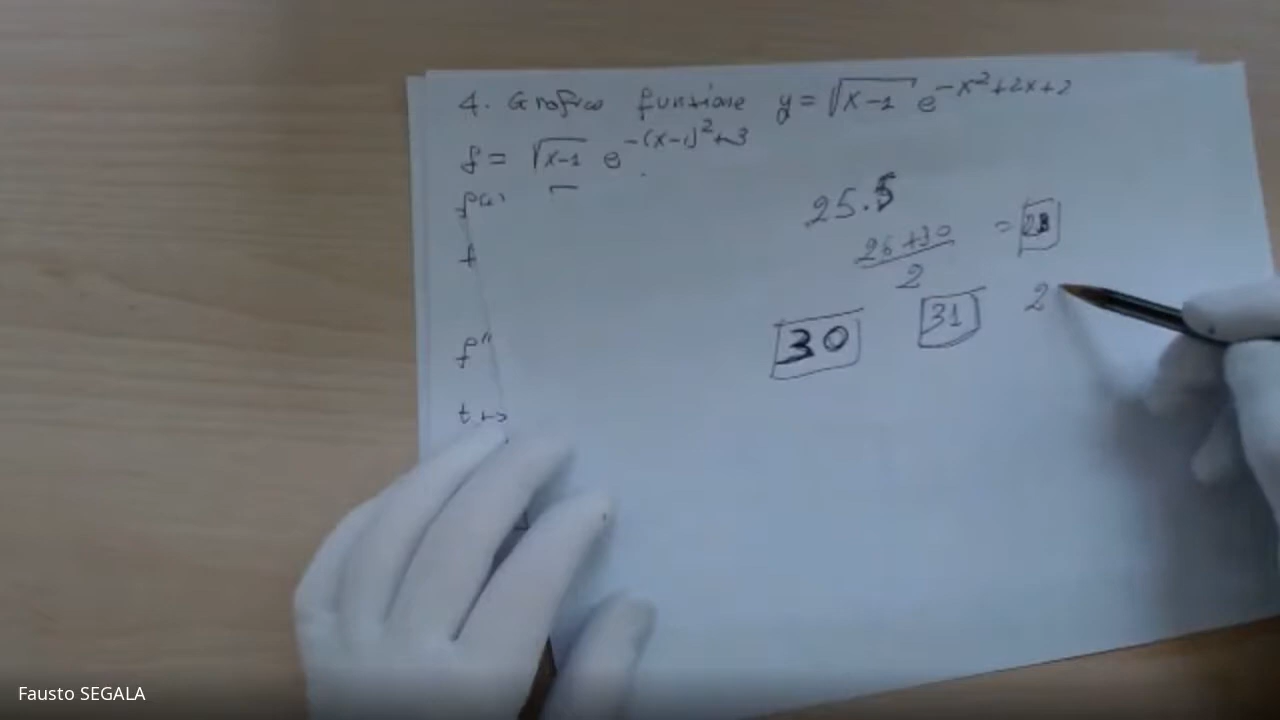 4. Grafico funzione y = √x-1 e^-x²+2x+2
f = √x-1 e^-(x-1)²+3
25.5
26+30 / 2 = 28
30 31 2
f''
Fausto SEGALA